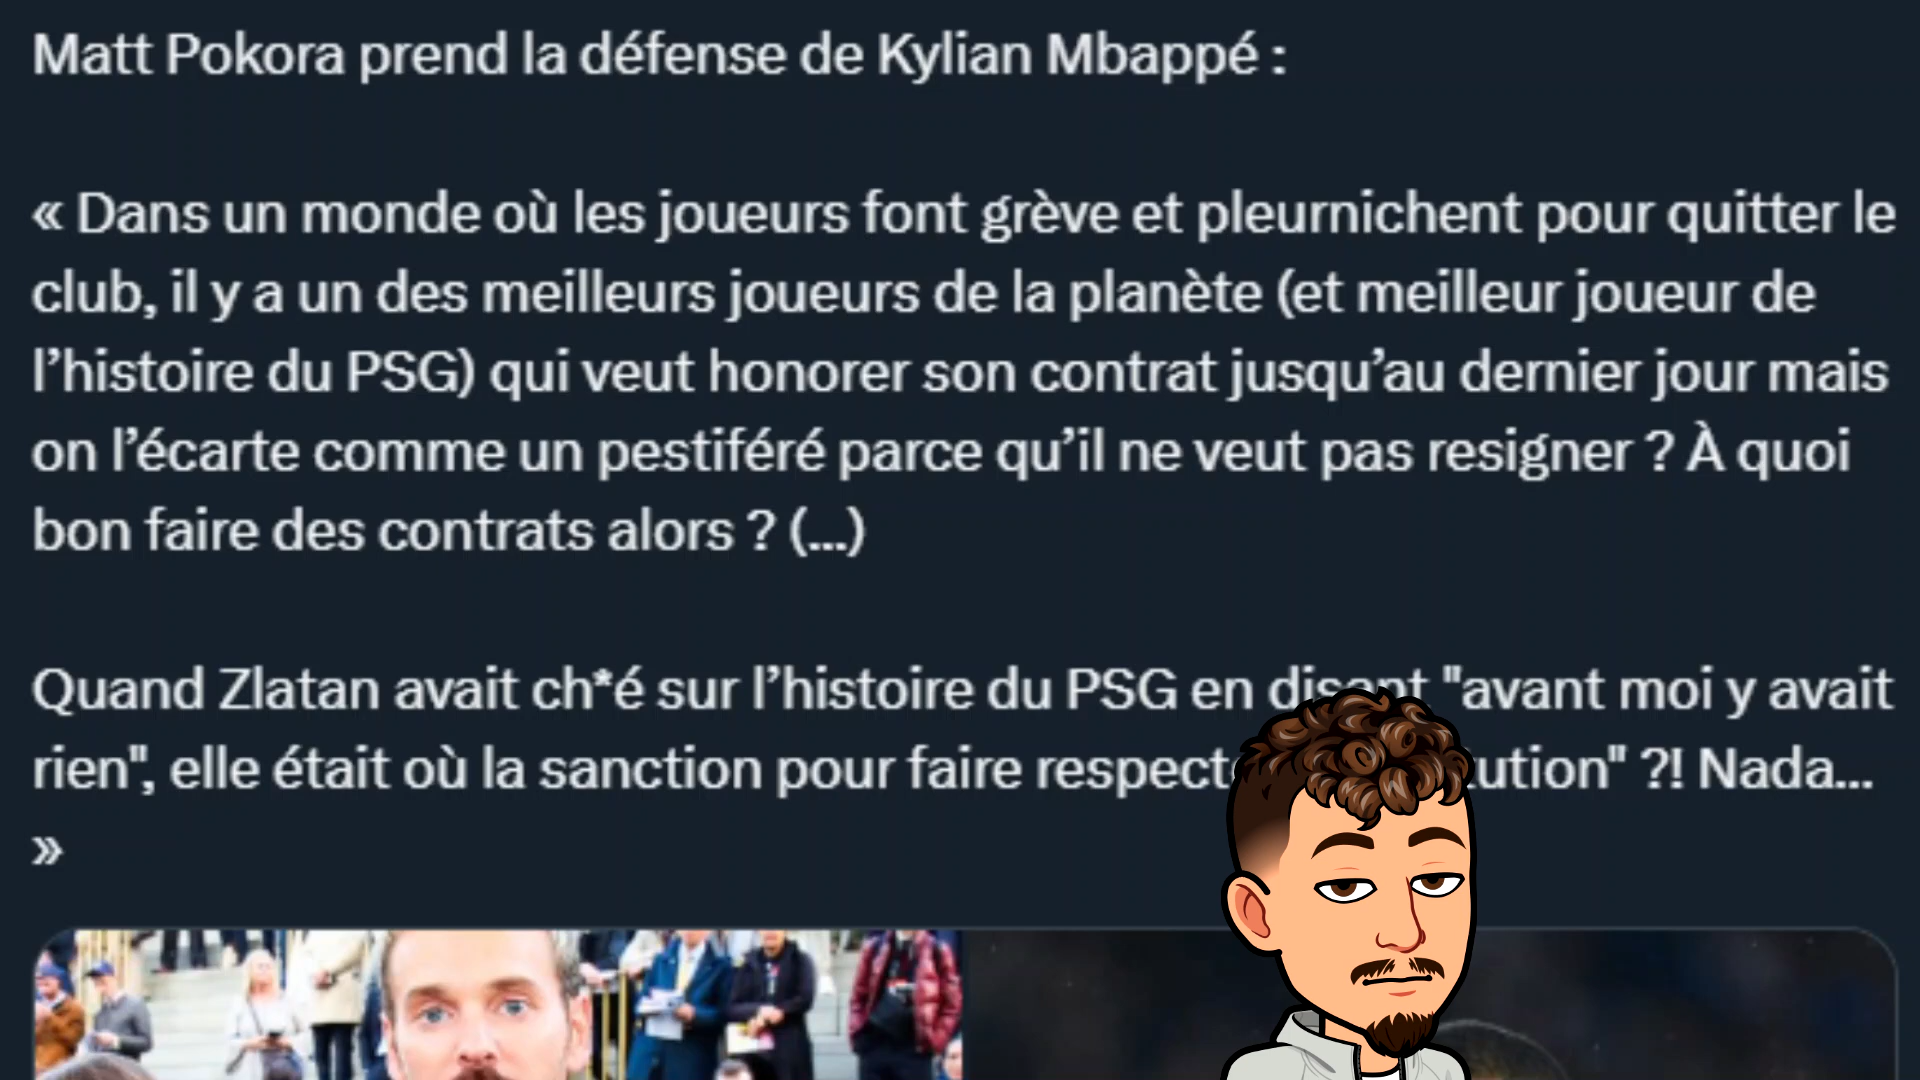 Matt Pokora prend la défense de Kylian Mbappé :
« Dans un monde où les joueurs font grève et pleurnichent pour quitter le
club, il y a un des meilleurs joueurs de la planète (et meilleur joueur de
l’histoire du PSG) qui veut honorer son contrat jusqu’au dernier jour mais
on l’écarte comme un pestiféré parce qu’il ne veut pas resigner ? À quoi
bon faire des contrats alors ? (...)
Quand Zlatan avait ch*é sur l’histoire du PSG en disant "avant moi y avait
rien", elle était où la sanction pour faire ?! Nada...
»